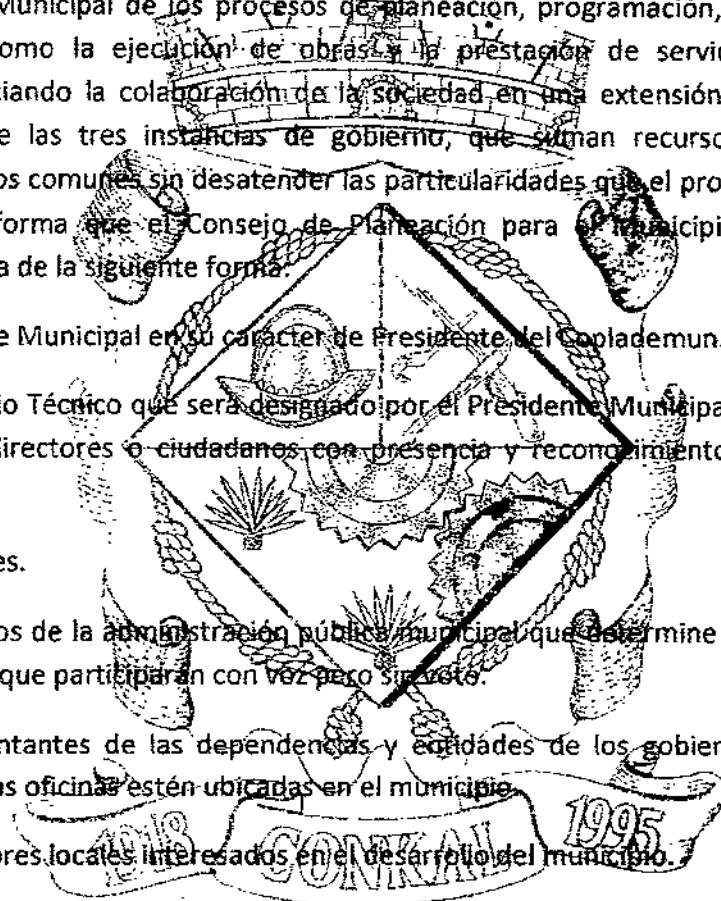 Municipal de los procesos de planeación, programación,
omo la ejecución de obras y la prestación de servi
iando la colaboración de la sociedad en una extensión
e las tres instancias de gobierno, que suman recurso
os comunes sin desatender las particularidades que el pro
forma que el Consejo de Planeación para el Municipi
a de la siguiente forma:
e Municipal en su carácter de Presidente del Coplademun.
io Técnico que será designado por el Presidente Municipa
directores o ciudadanos con presencia y reconocimiento
es.
os de la administración pública municipal que determine
que participarán con voz pero sin voto.
ntantes de las dependencias y entidades de los gobier
as oficinas estén ubicadas en el municipio.
ores locales interesados en el desarrollo del municipio.
1918 CONKAL 1995